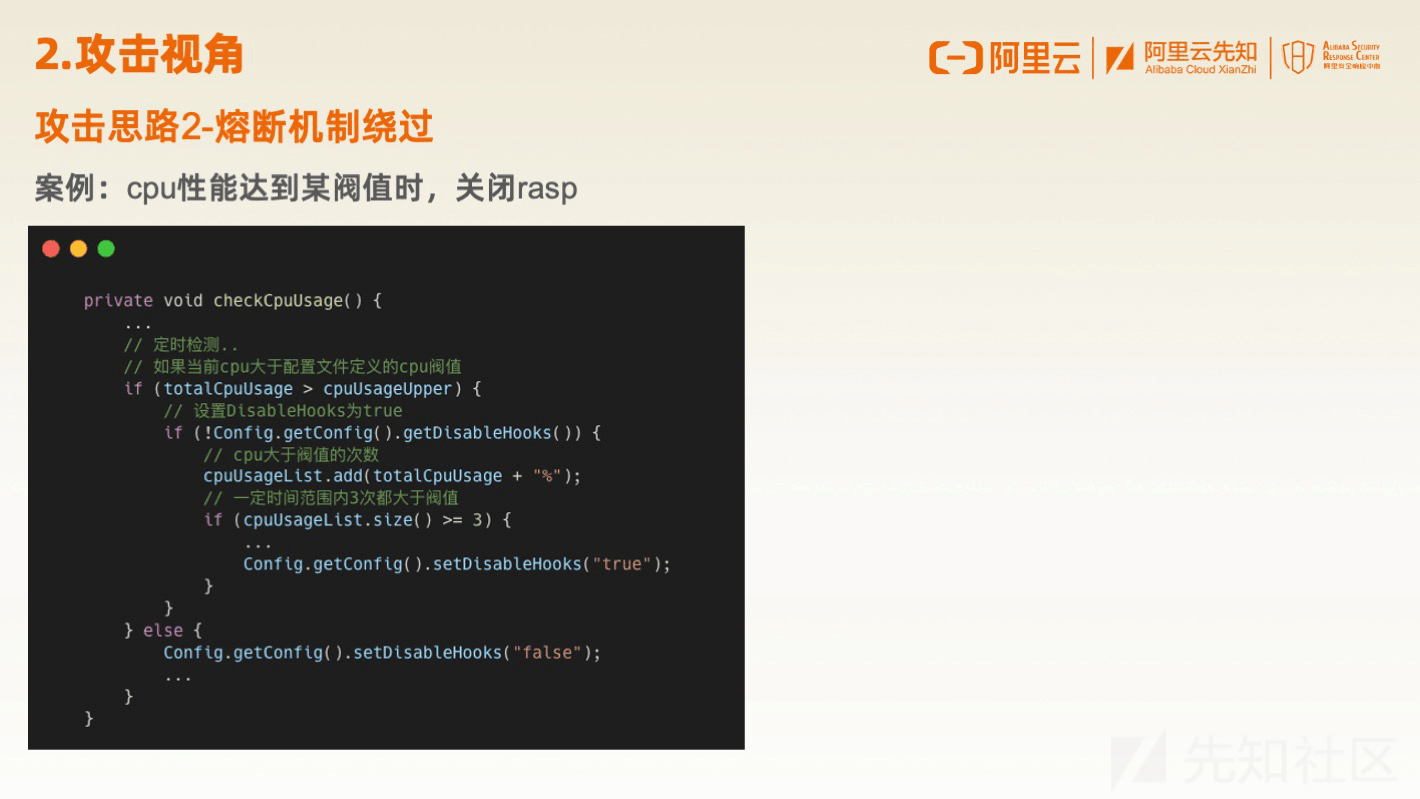 2.攻击视角
阿里云
阿里云先知
Alibaba Cloud XianZhi
ALIBABA SECURITY
RESPONSE CENTER
阿里安全响应中心
攻击思路2-熔断机制绕过
案例：cpu性能达到某阀值时，关闭rasp
private void checkCpuUsage() {
...
// 定时检测..
// 如果当前cpu大于配置文件定义的cpu阀值
if (totalCpuUsage > cpuUsageUpper) {
// 设置DisableHooks为true
if (!Config.getConfig().getDisableHooks()) {
// cpu大于阀值的次数
cpuUsageList.add(totalCpuUsage + "%");
// 一定时间范围内3次都大于阀值
if (cpuUsageList.size() >= 3) {
...
Config.getConfig().setDisableHooks("true");
}
}
} else {
Config.getConfig().setDisableHooks("false");
...
}
}
先知社区